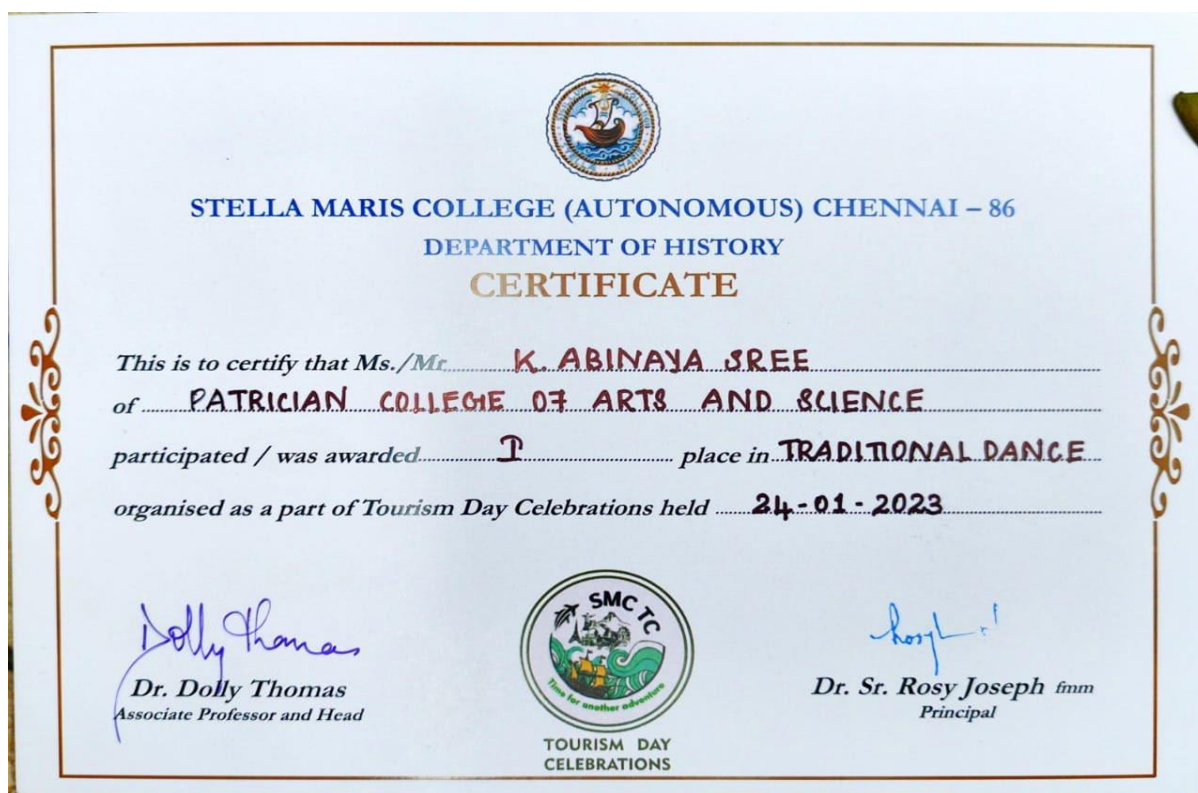 STELLA MARIS COLLEGE (AUTONOMOUS) CHENNAI – 86
DEPARTMENT OF HISTORY
CERTIFICATE
This is to certify that Ms./Mr K. ABINAYA SREE
of PATRICIAN COLLEGE OF ARTS AND SCIENCE
participated / was awarded I place in TRADITIONAL DANCE
organised as a part of Tourism Day Celebrations held 24-01-2023
Dolly Thomas
Dr. Dolly Thomas
Associate Professor and Head
SMC TC
Time for another adventure
TOURISM DAY
CELEBRATIONS
Dr. Sr. Rosy Joseph fmm
Principal